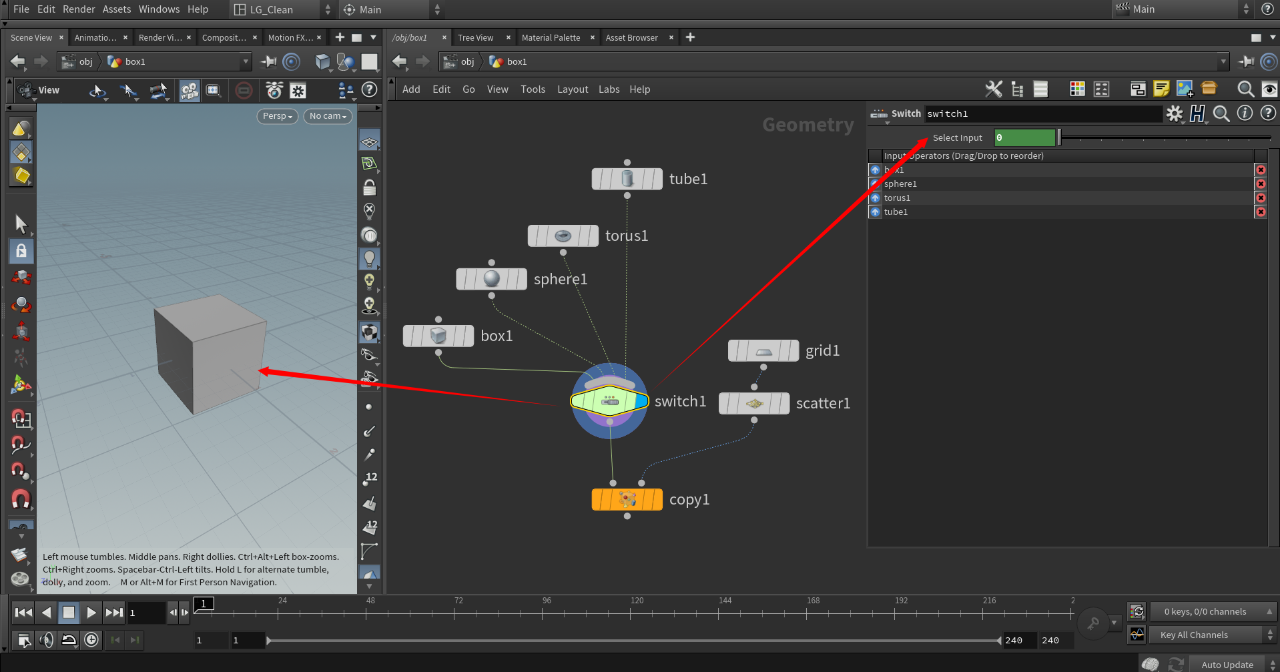 File Edit Render Assets Windows Help LG_Clean Main Main
Scene View Animatio... Render Vi... Composit... Motion FX...
/obj/box1 Tree View Material Palette Asset Browser
obj box1
obj box1
View
Add Edit Go View Tools Layout Labs Help
Persp No cam
Geometry
Switch switch1
Select Input 0
Input Operators (Drag/Drop to reorder)
sphere1
torus1
tube1
tube1
torus1
sphere1
box1
grid1
switch1
scatter1
copy1
12
12
Left mouse tumbles. Middle pans. Right dollies. Ctrl+Alt+Left box-zooms.
Ctrl+Right zooms. Spacebar-Ctrl-Left tilts. Hold L for alternate tumble,
dolly, and zoom. M or Alt+M for First Person Navigation.
1 1 24 48 72 96 120 144 168 192 216 2
0 keys, 0/0 channels
1 1 240 240
Key All Channels
Auto Update